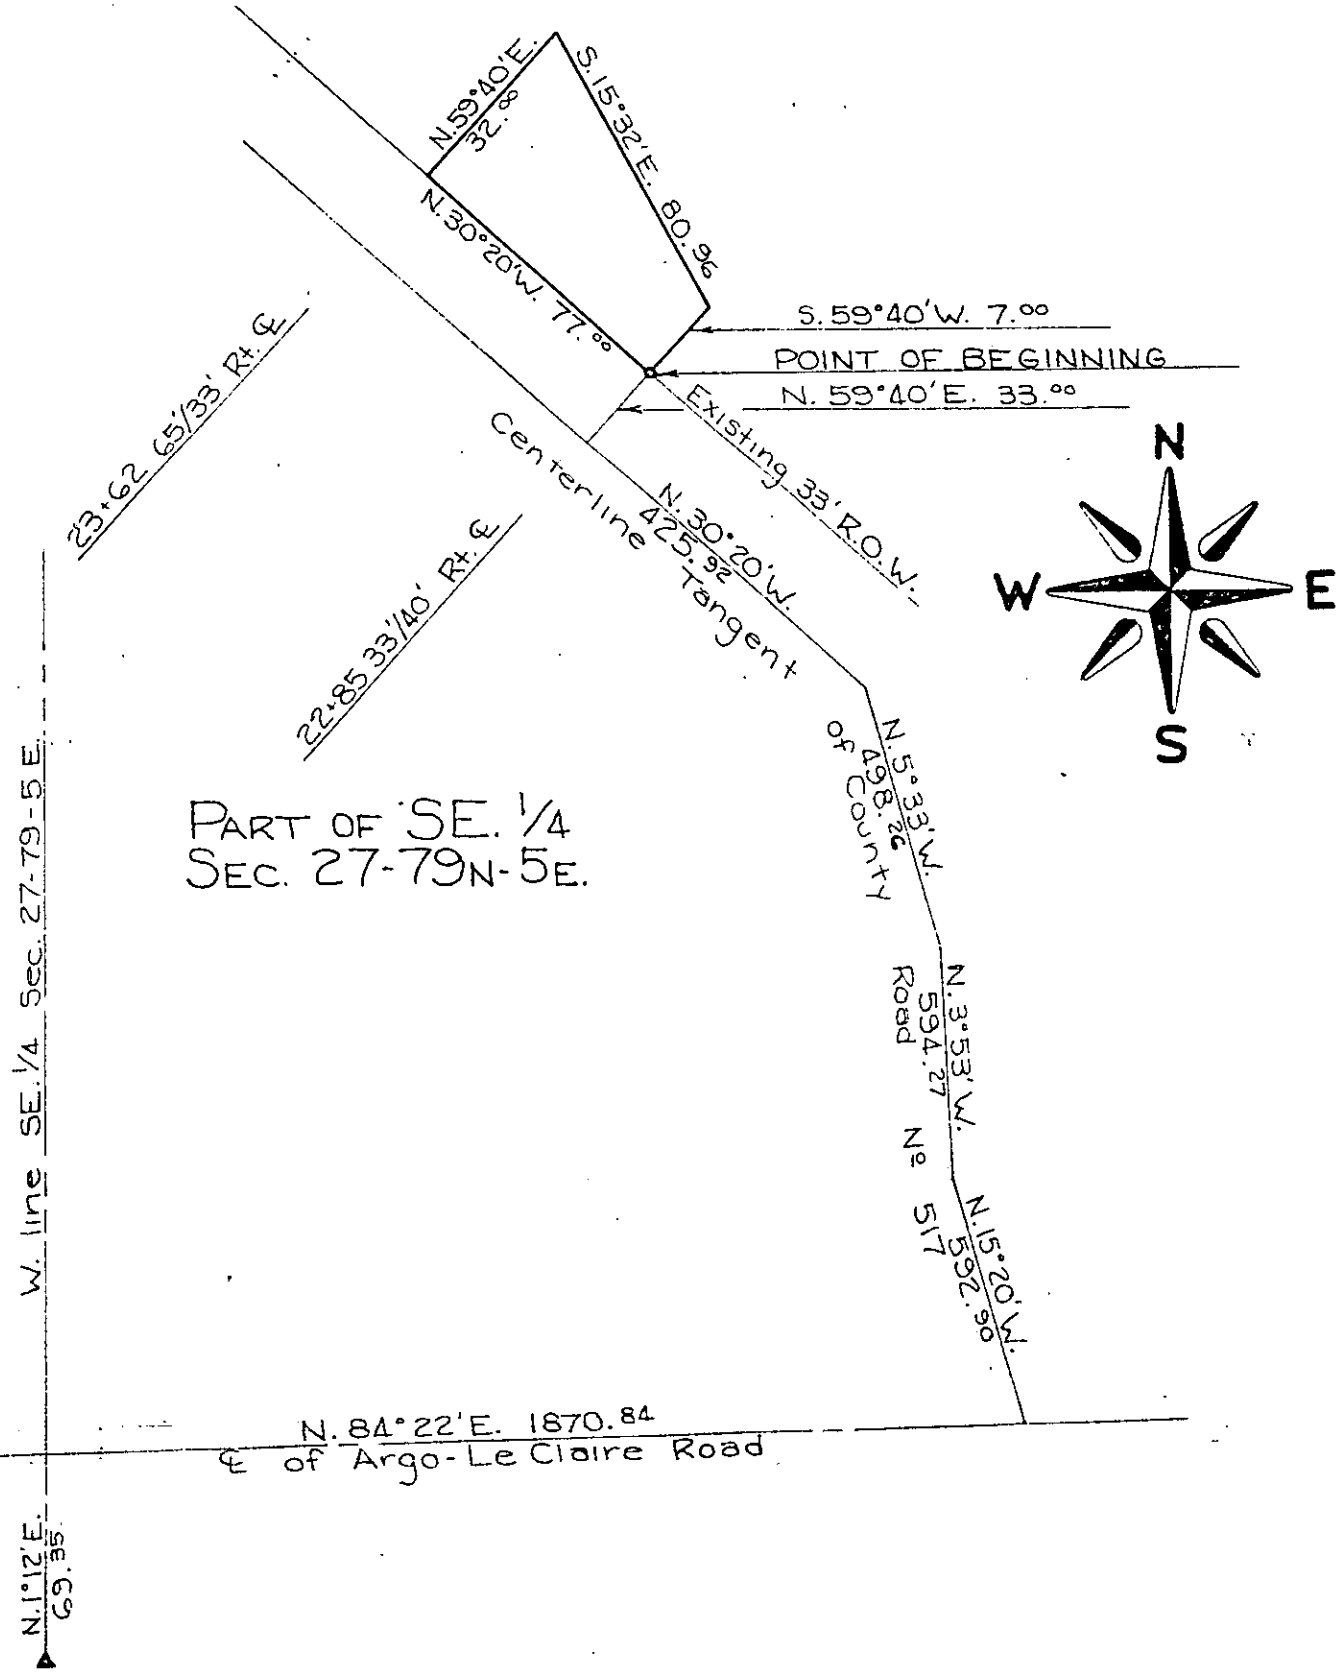 N.59°40'E.
32.00
S.15°32'E. 80.96
N.30°20'W. 77.00
S.59°40'W. 7.00
POINT OF BEGINNING
N. 59°40'E. 33.00
Existing 33' R.O.W.
23+62 65'/33' Rt. ℄
22+85 33'/40' Rt. ℄
N
W
E
S
N.30°20'W.
425.92
Centerline Tangent
of County
Road No 517
N.5°33'W.
498.26
N.3°53'W.
594.27
N.15°20'W.
592.90
PART OF SE. 1/4
SEC. 27-79N-5E.
W. line SE. 1/4 Sec. 27-79-5E.
N. 84°22'E. 1870.84
℄ of Argo-Le Claire Road
N.1°12'E.
69.35